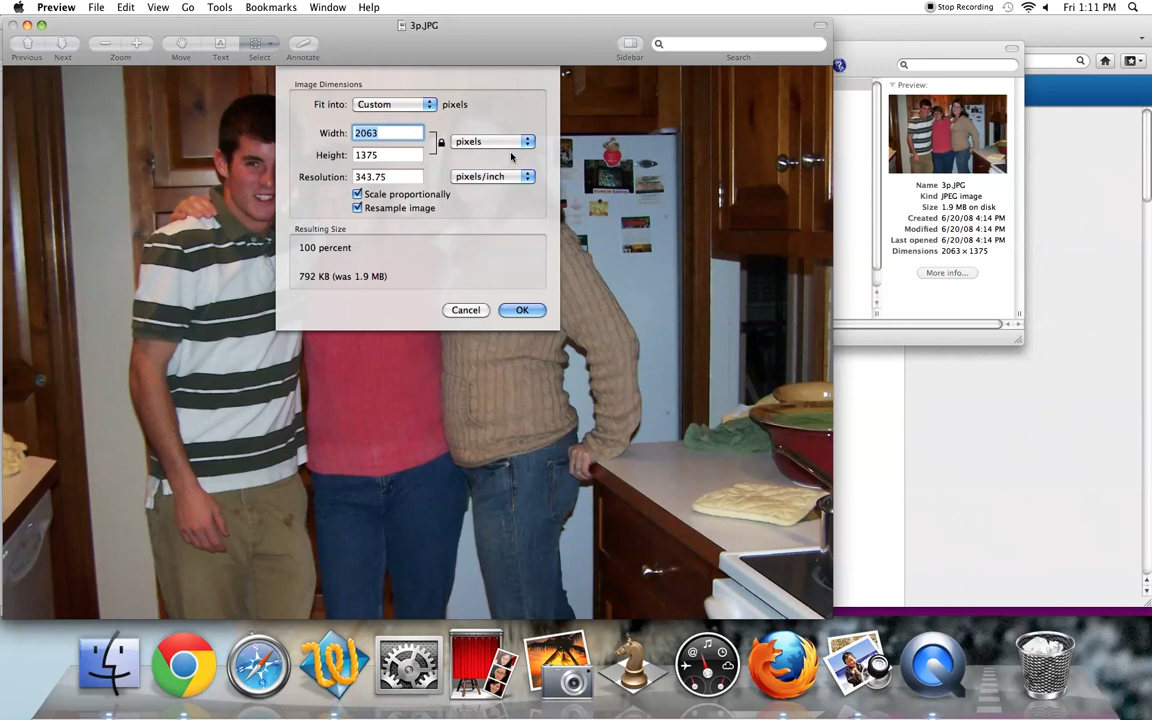 Preview File Edit View Go Tools Bookmarks Window Help Stop Recording Fri 1:11 PM
3p.JPG
Previous Next Zoom Move Text Select Annotate Sidebar Search
Image Dimensions
Fit into: Custom pixels
Width: 2063 pixels
Height: 1375
Resolution: 343.75 pixels/inch
Scale proportionally
Resample image
Resulting Size
100 percent
792 KB (was 1.9 MB)
Cancel OK
Preview:
Name 3p.JPG
Kind JPEG image
Size 1.9 MB on disk
Created 6/20/08 4:14 PM
Modified 6/20/08 4:14 PM
Last opened 6/20/08 4:14 PM
Dimensions 2063 × 1375
More info...